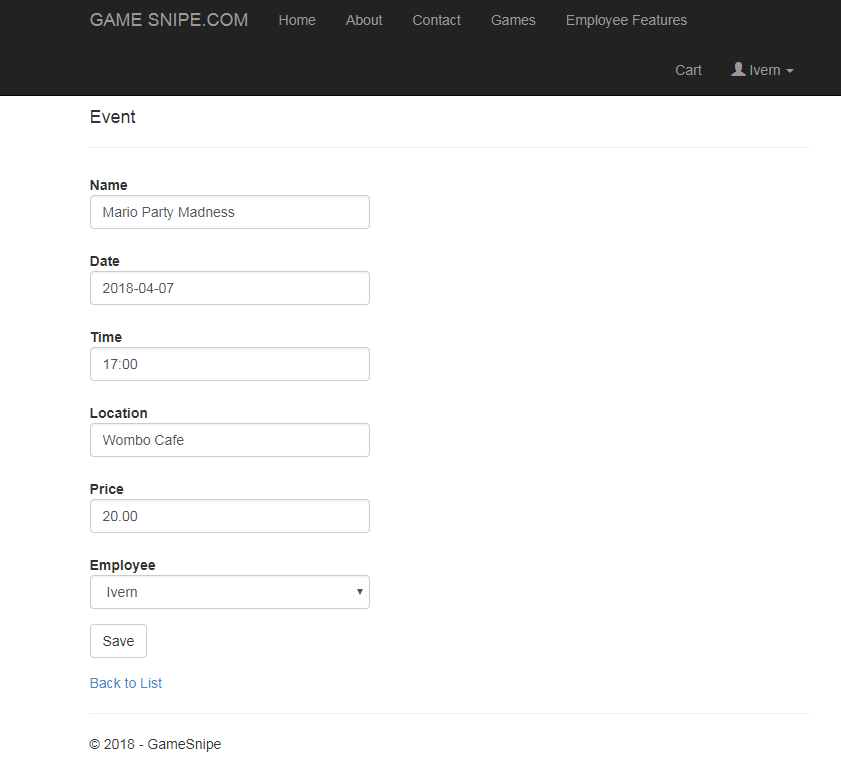 GAME SNIPE.COM Home About Contact Games Employee Features
Cart Ivern
Event
Name
Mario Party Madness
Date
2018-04-07
Time
17:00
Location
Wombo Cafe
Price
20.00
Employee
Ivern
Save
Back to List
© 2018 - GameSnipe